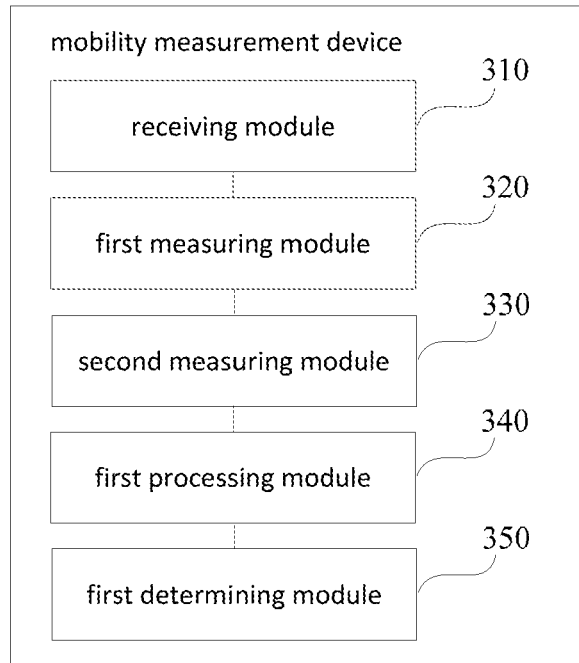 mobility measurement device
310
receiving module
320
first measuring module
330
second measuring module
340
first processing module
350
first determining module